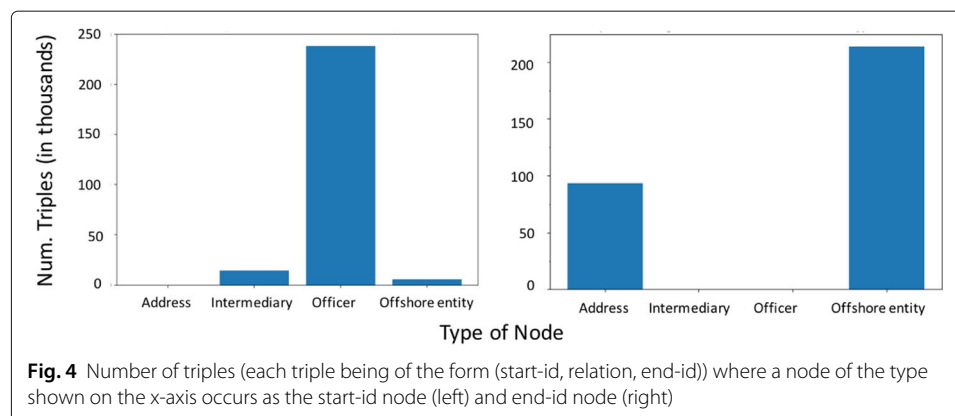 Num. Triples (in thousands)
250
200
150
100
50
0
Address Intermediary Officer Offshore entity
200
150
100
50
0
Address Intermediary Officer Offshore entity
Type of Node
Fig. 4 Number of triples (each triple being of the form (start-id, relation, end-id)) where a node of the type
shown on the x-axis occurs as the start-id node (left) and end-id node (right)